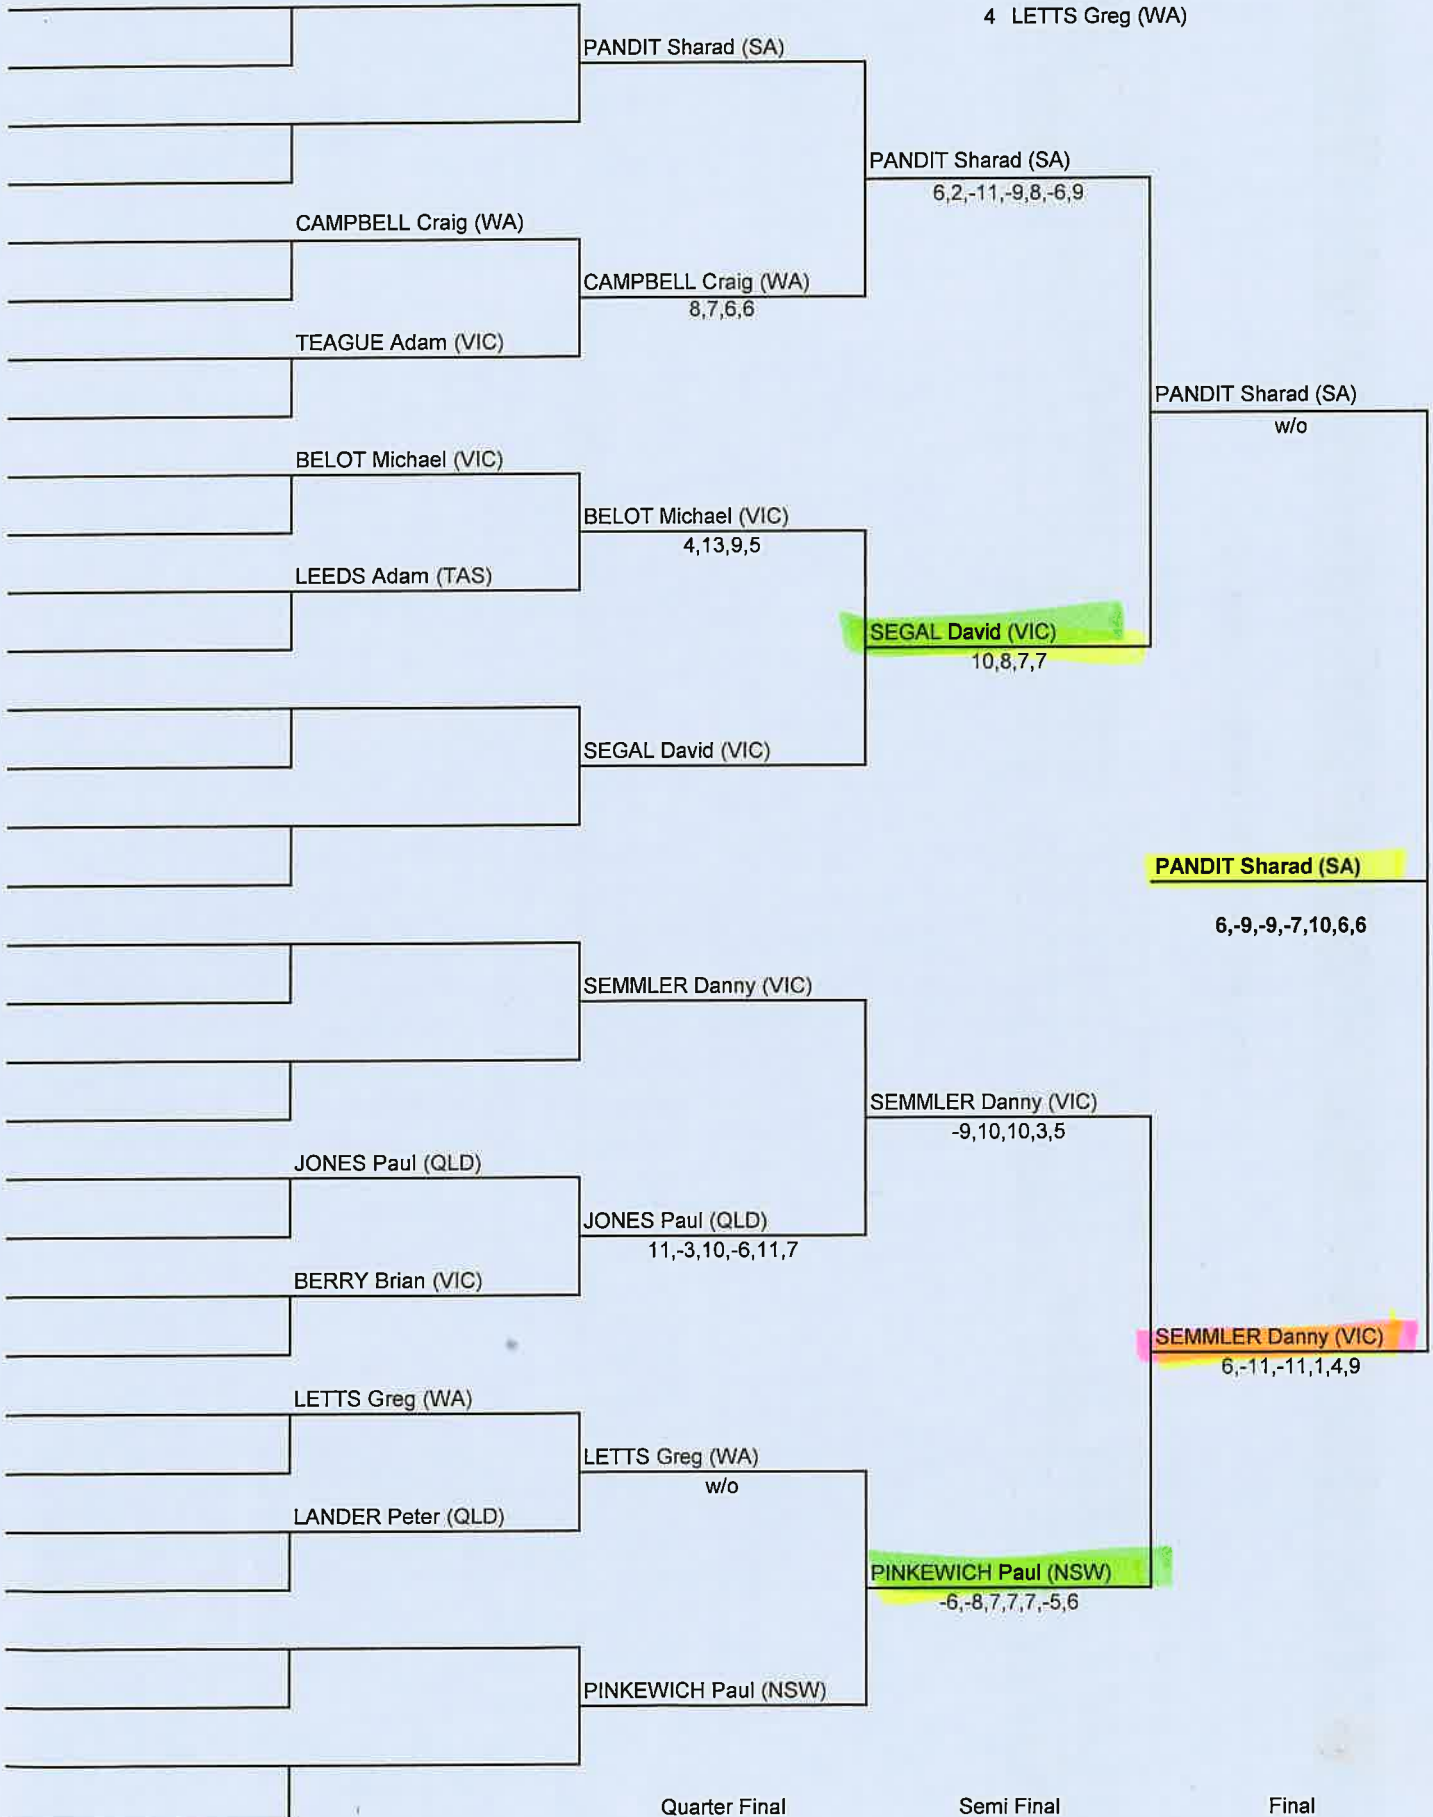 4 LETTS Greg (WA)
PANDIT Sharad (SA)
PANDIT Sharad (SA)
6,2,-11,-9,8,-6,9
CAMPBELL Craig (WA)
CAMPBELL Craig (WA)
8,7,6,6
TEAGUE Adam (VIC)
PANDIT Sharad (SA)
w/o
BELOT Michael (VIC)
BELOT Michael (VIC)
4,13,9,5
LEEDS Adam (TAS)
SEGAL David (VIC)
10,8,7,7
SEGAL David (VIC)
PANDIT Sharad (SA)
6,-9,-9,-7,10,6,6
SEMMLER Danny (VIC)
SEMMLER Danny (VIC)
-9,10,10,3,5
JONES Paul (QLD)
JONES Paul (QLD)
11,-3,10,-6,11,7
BERRY Brian (VIC)
SEMMLER Danny (VIC)
6,-11,-11,1,4,9
LETTS Greg (WA)
LETTS Greg (WA)
w/o
LANDER Peter (QLD)
PINKEWICH Paul (NSW)
-6,-8,7,7,7,-5,6
PINKEWICH Paul (NSW)
Quarter Final Semi Final Final